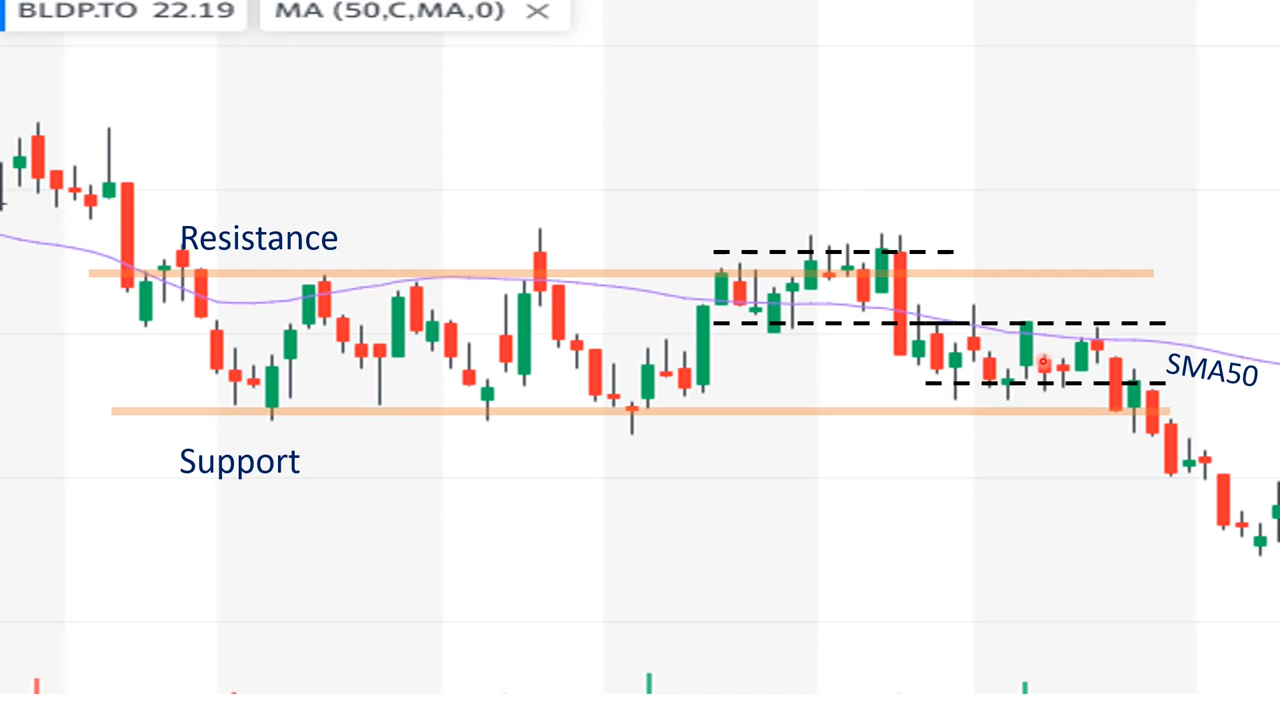 BLDP.TO 22.19 MA (50,C,MA,0) ✕
Resistance
SMA50
Support